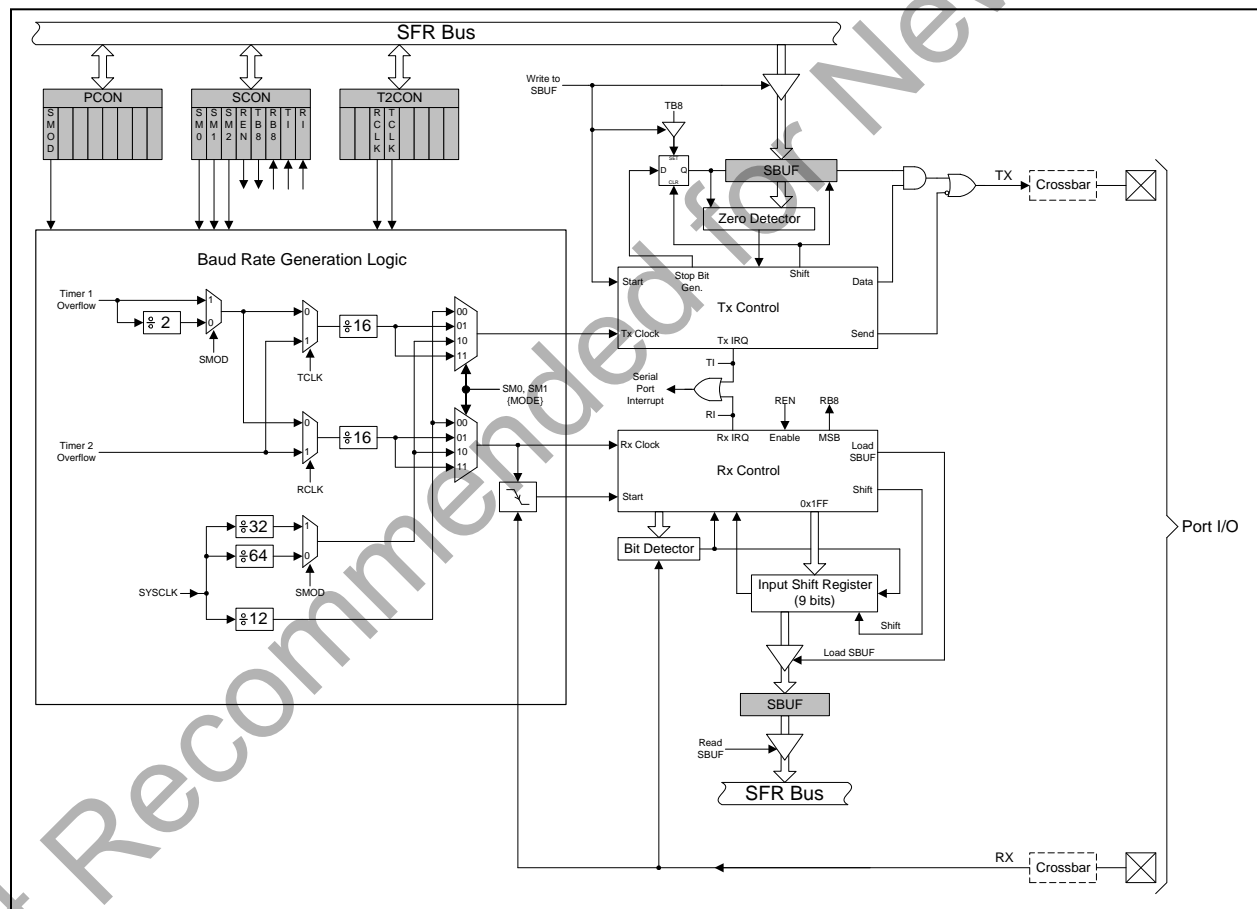 SFR Bus
PCON
SMOD
SCON
SM0
SM1
SM2
REN
TB8
RB8
TI
RI
T2CON
RCLK
TCLK
Write to
SBUF
TB8
SET
D Q
CLR
SBUF
Zero Detector
TX
Crossbar
Baud Rate Generation Logic
Timer 1
Overflow
÷ 2
1
0
SMOD
0
1
TCLK
÷16
00
01
10
11
SM0, SM1
{MODE}
Timer 2
Overflow
0
1
RCLK
÷16
00
01
10
11
SYSCLK
÷32
÷64
1
0
SMOD
÷12
Start
Stop Bit
Gen.
Shift
Data
Tx Control
Tx Clock
Send
Tx IRQ
TI
Serial
Port
Interrupt
RI
REN
RB8
Rx IRQ
Enable
MSB
Rx Clock
Load
SBUF
Rx Control
Shift
Start
0x1FF
Bit Detector
Input Shift Register
(9 bits)
Shift
Load SBUF
SBUF
Read
SBUF
SFR Bus
RX
Crossbar
Port I/O
t Recommended for New